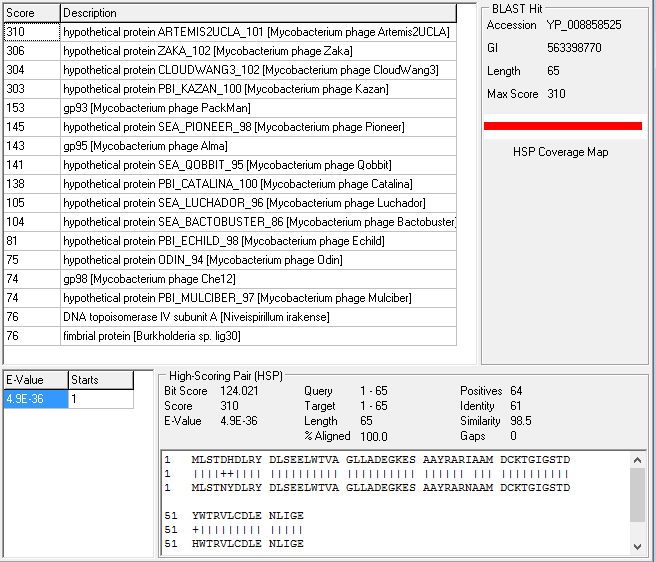 Score Description
310 hypothetical protein ARTEMIS2UCLA_101 [Mycobacterium phage Artemis2UCLA]
306 hypothetical protein ZAKA_102 [Mycobacterium phage Zaka]
304 hypothetical protein CLOUDWANG3_102 [Mycobacterium phage CloudWang3]
303 hypothetical protein PBI_KAZAN_100 [Mycobacterium phage Kazan]
153 gp93 [Mycobacterium phage PackMan]
145 hypothetical protein SEA_PIONEER_98 [Mycobacterium phage Pioneer]
143 gp95 [Mycobacterium phage Alma]
141 hypothetical protein SEA_QOBBIT_95 [Mycobacterium phage Qobbit]
138 hypothetical protein PBI_CATALINA_100 [Mycobacterium phage Catalina]
105 hypothetical protein SEA_LUCHADOR_96 [Mycobacterium phage Luchador]
104 hypothetical protein SEA_BACTOBUSTER_86 [Mycobacterium phage Bactobuster
81 hypothetical protein PBI_ECHILD_98 [Mycobacterium phage Echild]
75 hypothetical protein ODIN_94 [Mycobacterium phage Odin]
74 gp98 [Mycobacterium phage Che12]
74 hypothetical protein PBI_MULCIBER_97 [Mycobacterium phage Mulciber]
76 DNA topoisomerase IV subunit A [Niveispirillum irakense]
76 fimbrial protein [Burkholderia sp. lig30]
BLAST Hit
Accession YP_008858525
GI 563398770
Length 65
Max Score 310
HSP Coverage Map
E-Value Starts
4.9E-36 1
High-Scoring Pair (HSP)
Bit Score 124.021 Query 1 - 65 Positives 64
Score 310 Target 1 - 65 Identity 61
E-Value 4.9E-36 Length 65 Similarity 98.5
% Aligned 100.0 Gaps 0
1 MLSTDHDLRY DLSEELWTVA GLLADEGKES AAYRARIAAM DCKTGIGSTD
1 ||||++|||| |||||||||| |||||||||| |||||| ||| ||||||||||
1 MLSTNYDLRY DLSEELWTVA GLLADEGKES AAYRARNAAM DCKTGIGSTD
51 YWTRVLCDLE NLIGE
51 +||||||||| |||||
51 HWTRVLCDLE NLIGE